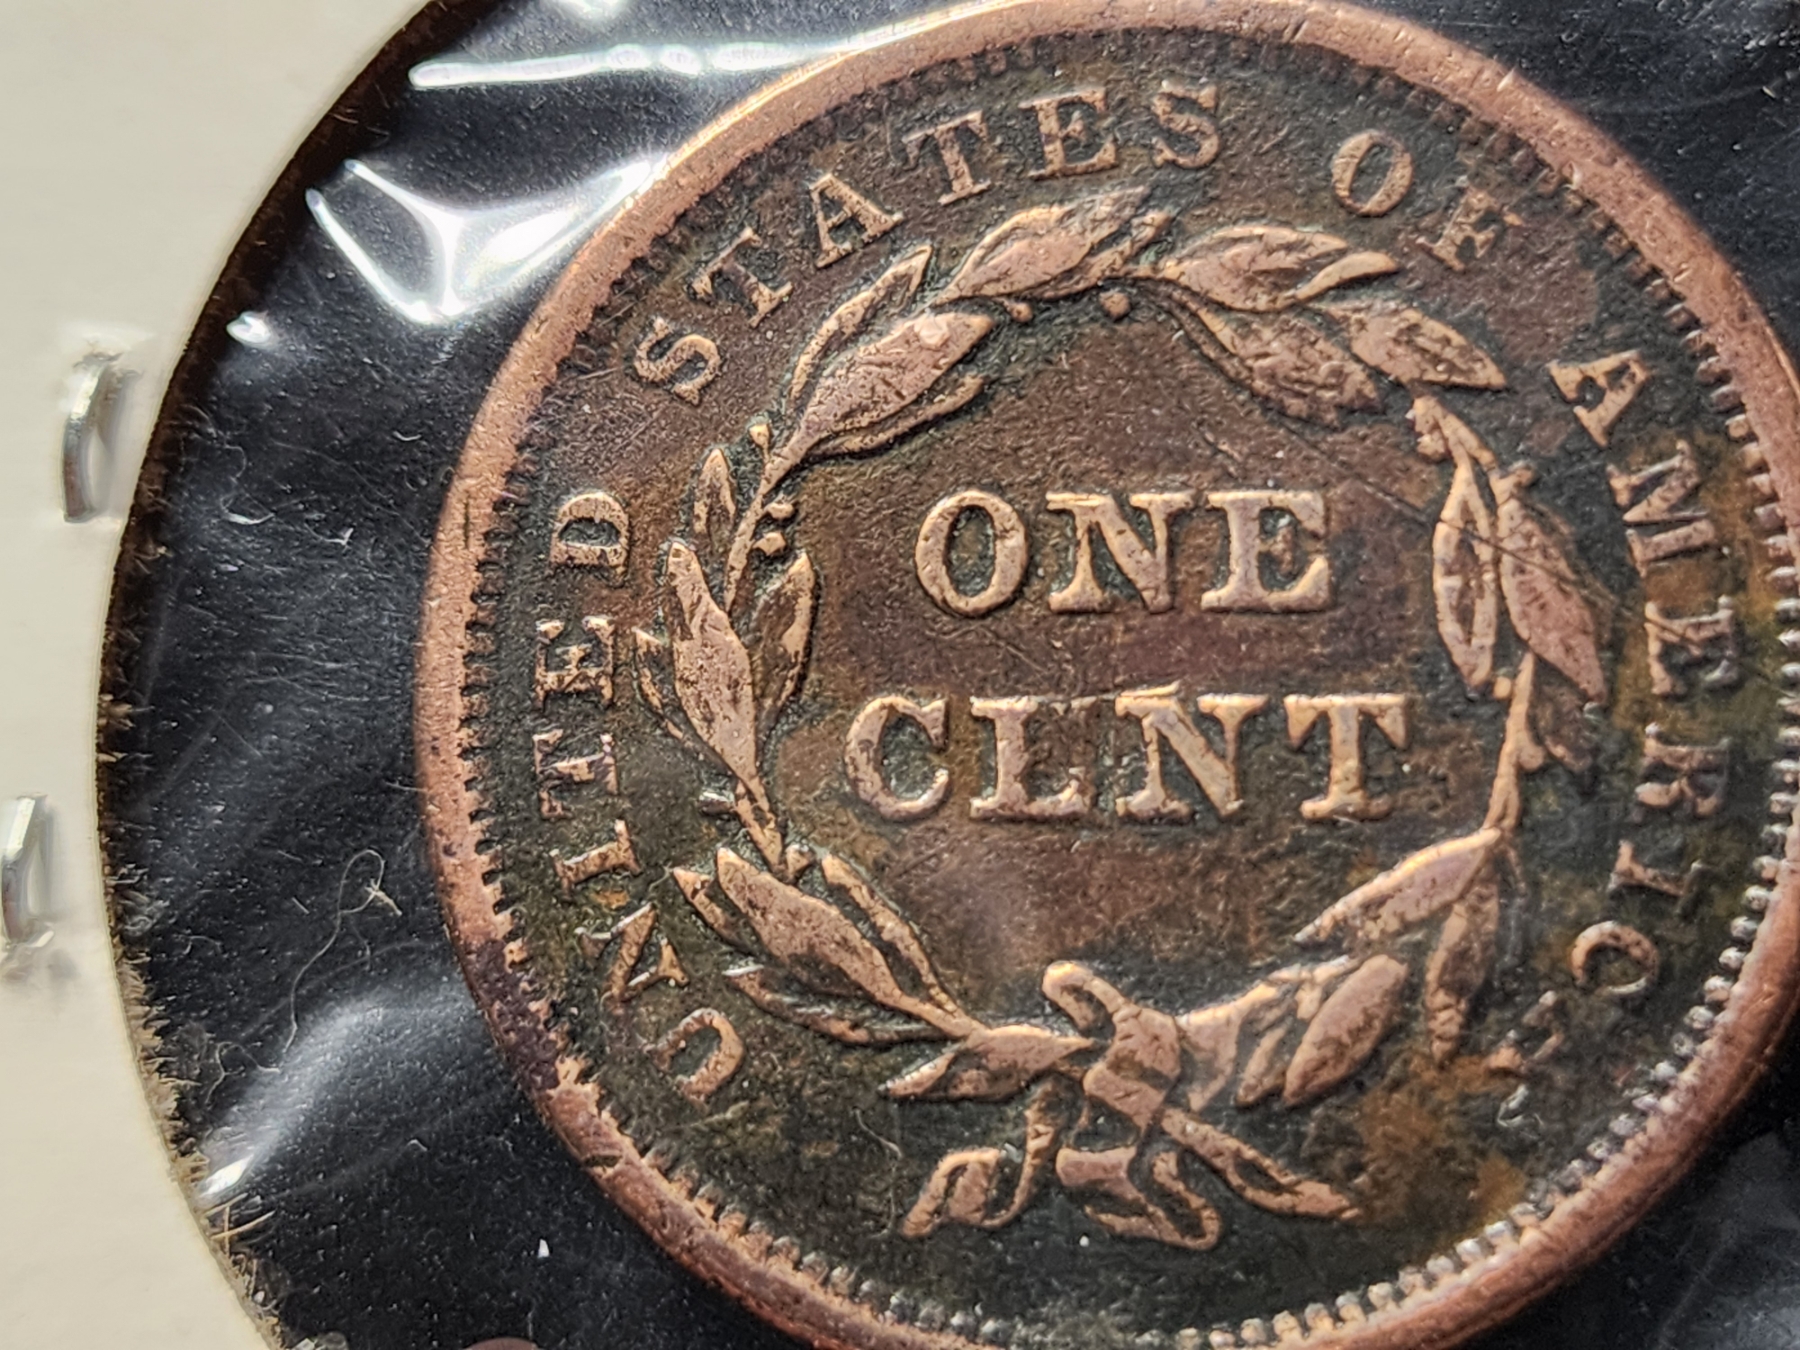 UNITED STATES OF AMERICA
ONE
CLNT